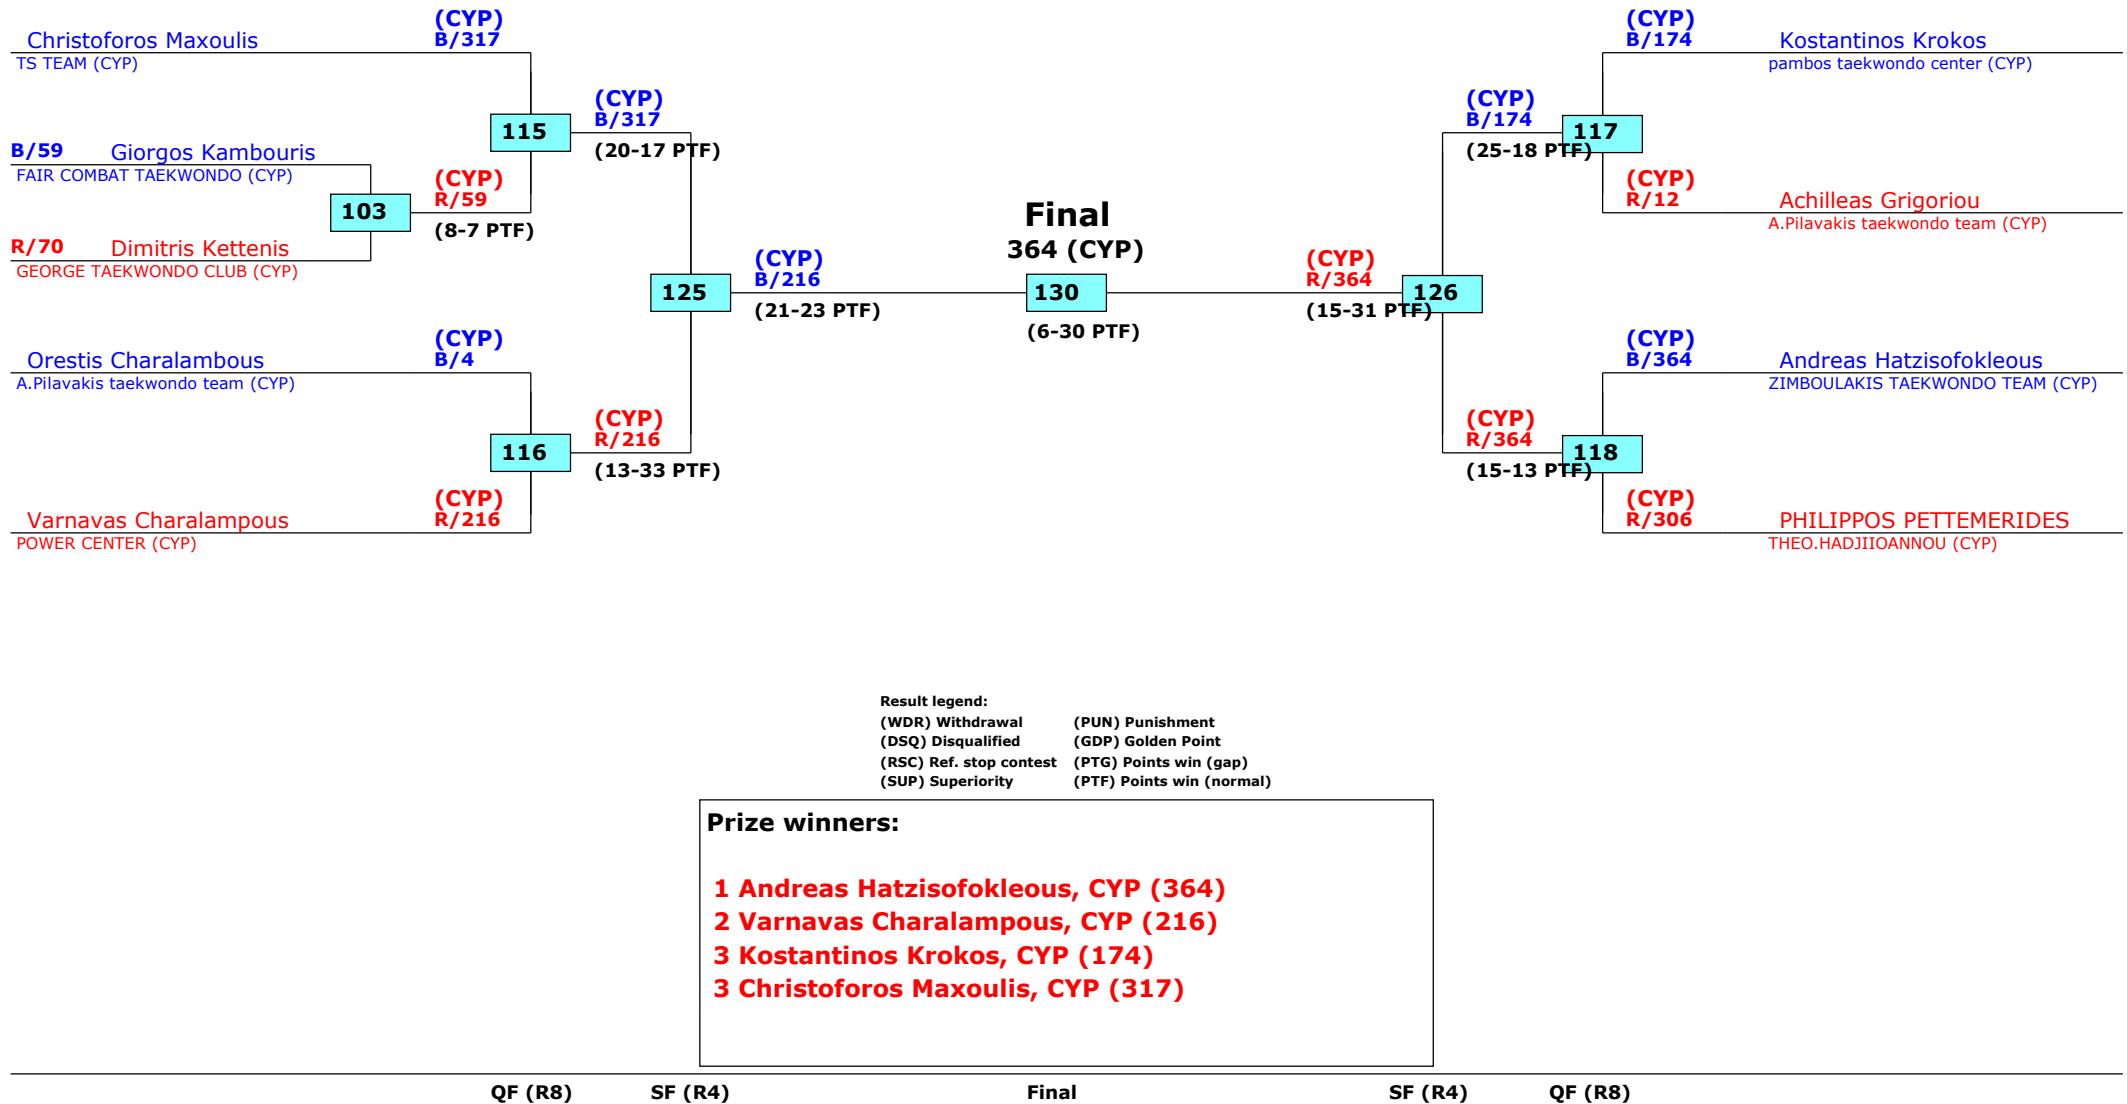 (CYP)
Christoforos Maxoulis B/317
TS TEAM (CYP)
(CYP)
B/317
115
(20-17 PTF)
B/59 Giorgos Kambouris
FAIR COMBAT TAEKWONDO (CYP)
(CYP)
R/59
103
(8-7 PTF)
R/70 Dimitris Kettenis
GEORGE TAEKWONDO CLUB (CYP)
(CYP)
B/216
125
(21-23 PTF)
(CYP)
Orestis Charalambous B/4
A.Pilavakis taekwondo team (CYP)
(CYP)
R/216
116
(13-33 PTF)
(CYP)
Varnavas Charalampous R/216
POWER CENTER (CYP)
Final
364 (CYP)
130
(6-30 PTF)
(CYP)
B/174 Kostantinos Krokos
pambos taekwondo center (CYP)
(CYP)
B/174
117
(25-18 PTF)
(CYP)
R/12 Achilleas Grigoriou
A.Pilavakis taekwondo team (CYP)
(CYP)
R/364
126
(15-31 PTF)
(CYP)
B/364 Andreas Hatzisofokleous
ZIMBOULAKIS TAEKWONDO TEAM (CYP)
(CYP)
R/364
118
(15-13 PTF)
(CYP)
R/306 PHILIPPOS PETTEMERIDES
THEO.HADJIIOANNOU (CYP)
Result legend:
(WDR) Withdrawal (PUN) Punishment
(DSQ) Disqualified (GDP) Golden Point
(RSC) Ref. stop contest (PTG) Points win (gap)
(SUP) Superiority (PTF) Points win (normal)
Prize winners:
1 Andreas Hatzisofokleous, CYP (364)
2 Varnavas Charalampous, CYP (216)
3 Kostantinos Krokos, CYP (174)
3 Christoforos Maxoulis, CYP (317)
QF (R8) SF (R4) Final SF (R4) QF (R8)